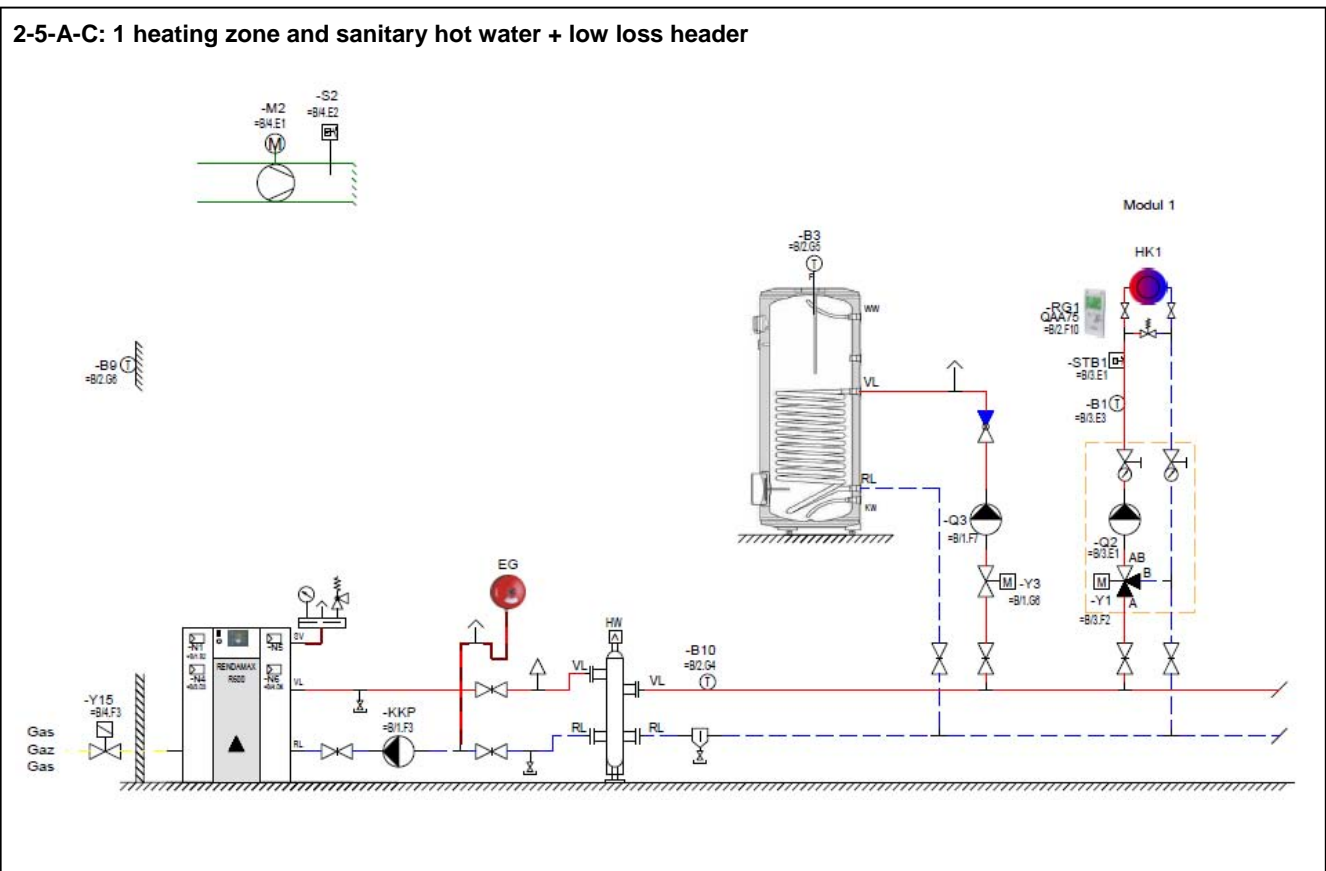 2-5-A-C: 1 heating zone and sanitary hot water + low loss header
-M2
=B/4.E1
M
-S2
=B/4.E2
Modul 1
HK1
-B3
=B/2.G5
T
F
WW
-RG1
QAA75
=B/2.F10
-B9
=B/2.G6
T
-STB1
=B/3.E1
VL
-B1
=B/3.E3
T
RL
KW
-Q3
=B/1.F7
-Q2
=B/3.E1
AB
B
M
-Y3
=B/1.G6
M
-Y1
A
=B/3.F2
EG
HW
A
SV
-N1
-N5
RENDAMAX
R600
-N4
-N6
VL
VL
VL
-B10
=B/2.G4
T
-Y15
=B/4.F3
-KKP
=B/1.F3
RL
RL
RL
Gas
Gaz
Gas